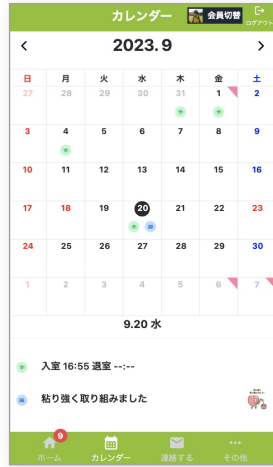 カレンダー 会員切替 ログアウト
2023.9
日 月 火 水 木 金 土
27 28 29 30 31 1 2
3 4 5 6 7 8 9
10 11 12 13 14 15 16
17 18 19 20 21 22 23
24 25 26 27 28 29 30
1 2 3 4 5 6 7
9.20 水
入室 16:55 退室 --:--
粘り強く取り組みました
9
ホーム カレンダー 連絡する その他